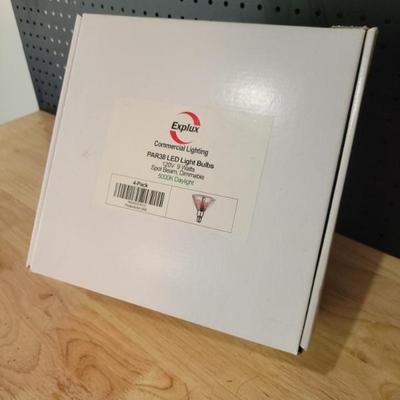 Explux
Commercial Lighting
PAR38 LED Light Bulbs
120V 9 Watts
Spot Beam, Dimmable
5000K Daylight
4-Pack